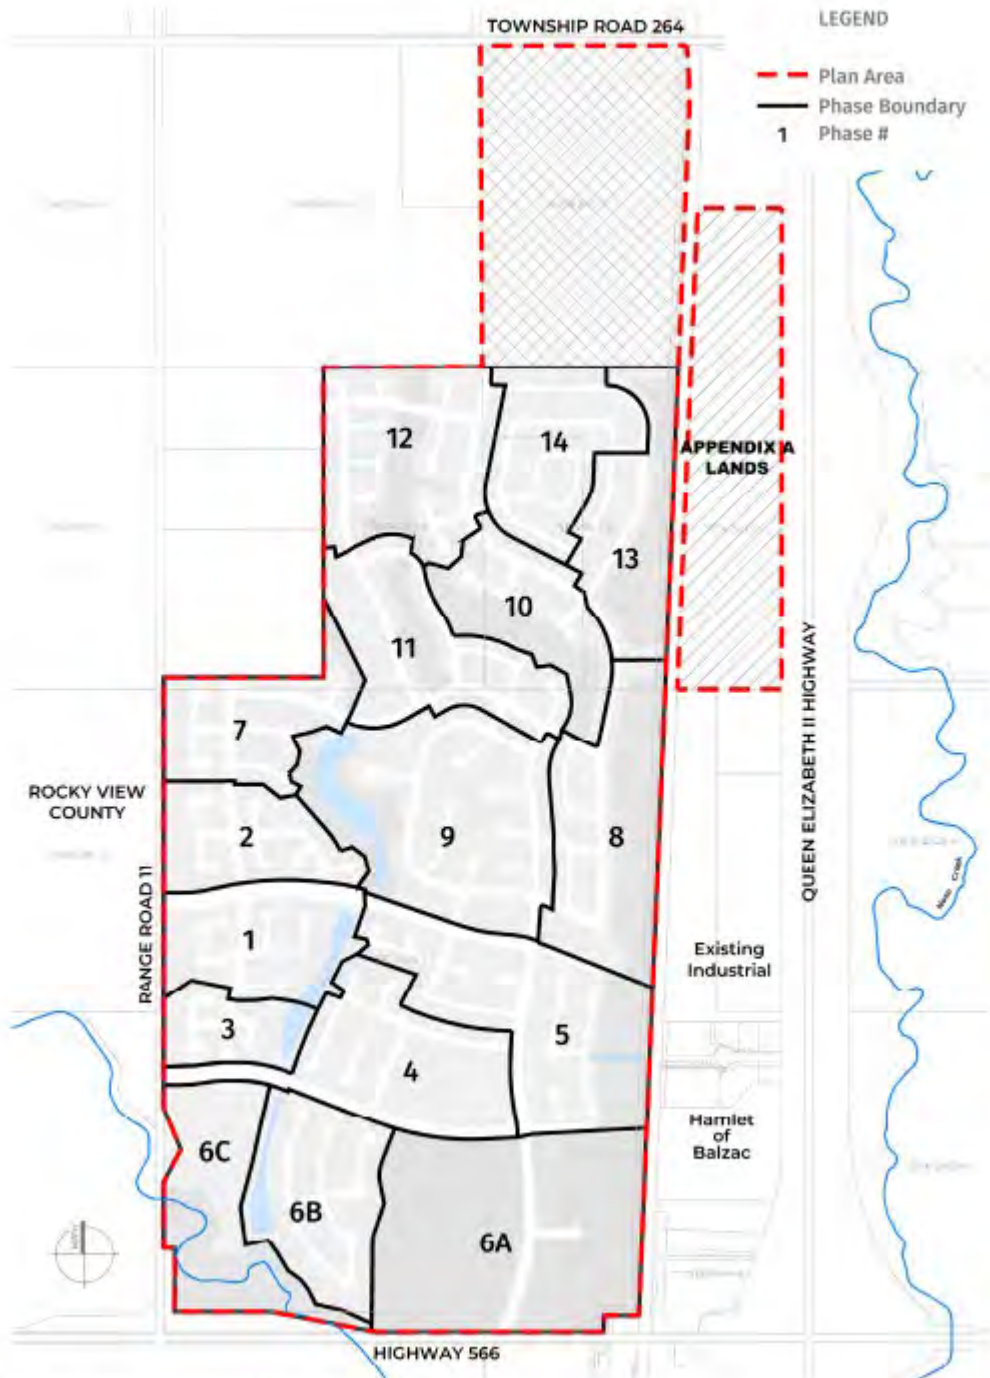 LEGEND
TOWNSHIP ROAD 264
Plan Area
Phase Boundary
1 Phase #
12
14
APPENDIX A
LANDS
13
10
11
7
QUEEN ELIZABETH II HIGHWAY
ROCKY VIEW
COUNTY
2
9
8
RANGE ROAD 11
1
Existing
Industrial
3
5
4
Hamlet
of
Balzac
6C
6B
6A
HIGHWAY 566